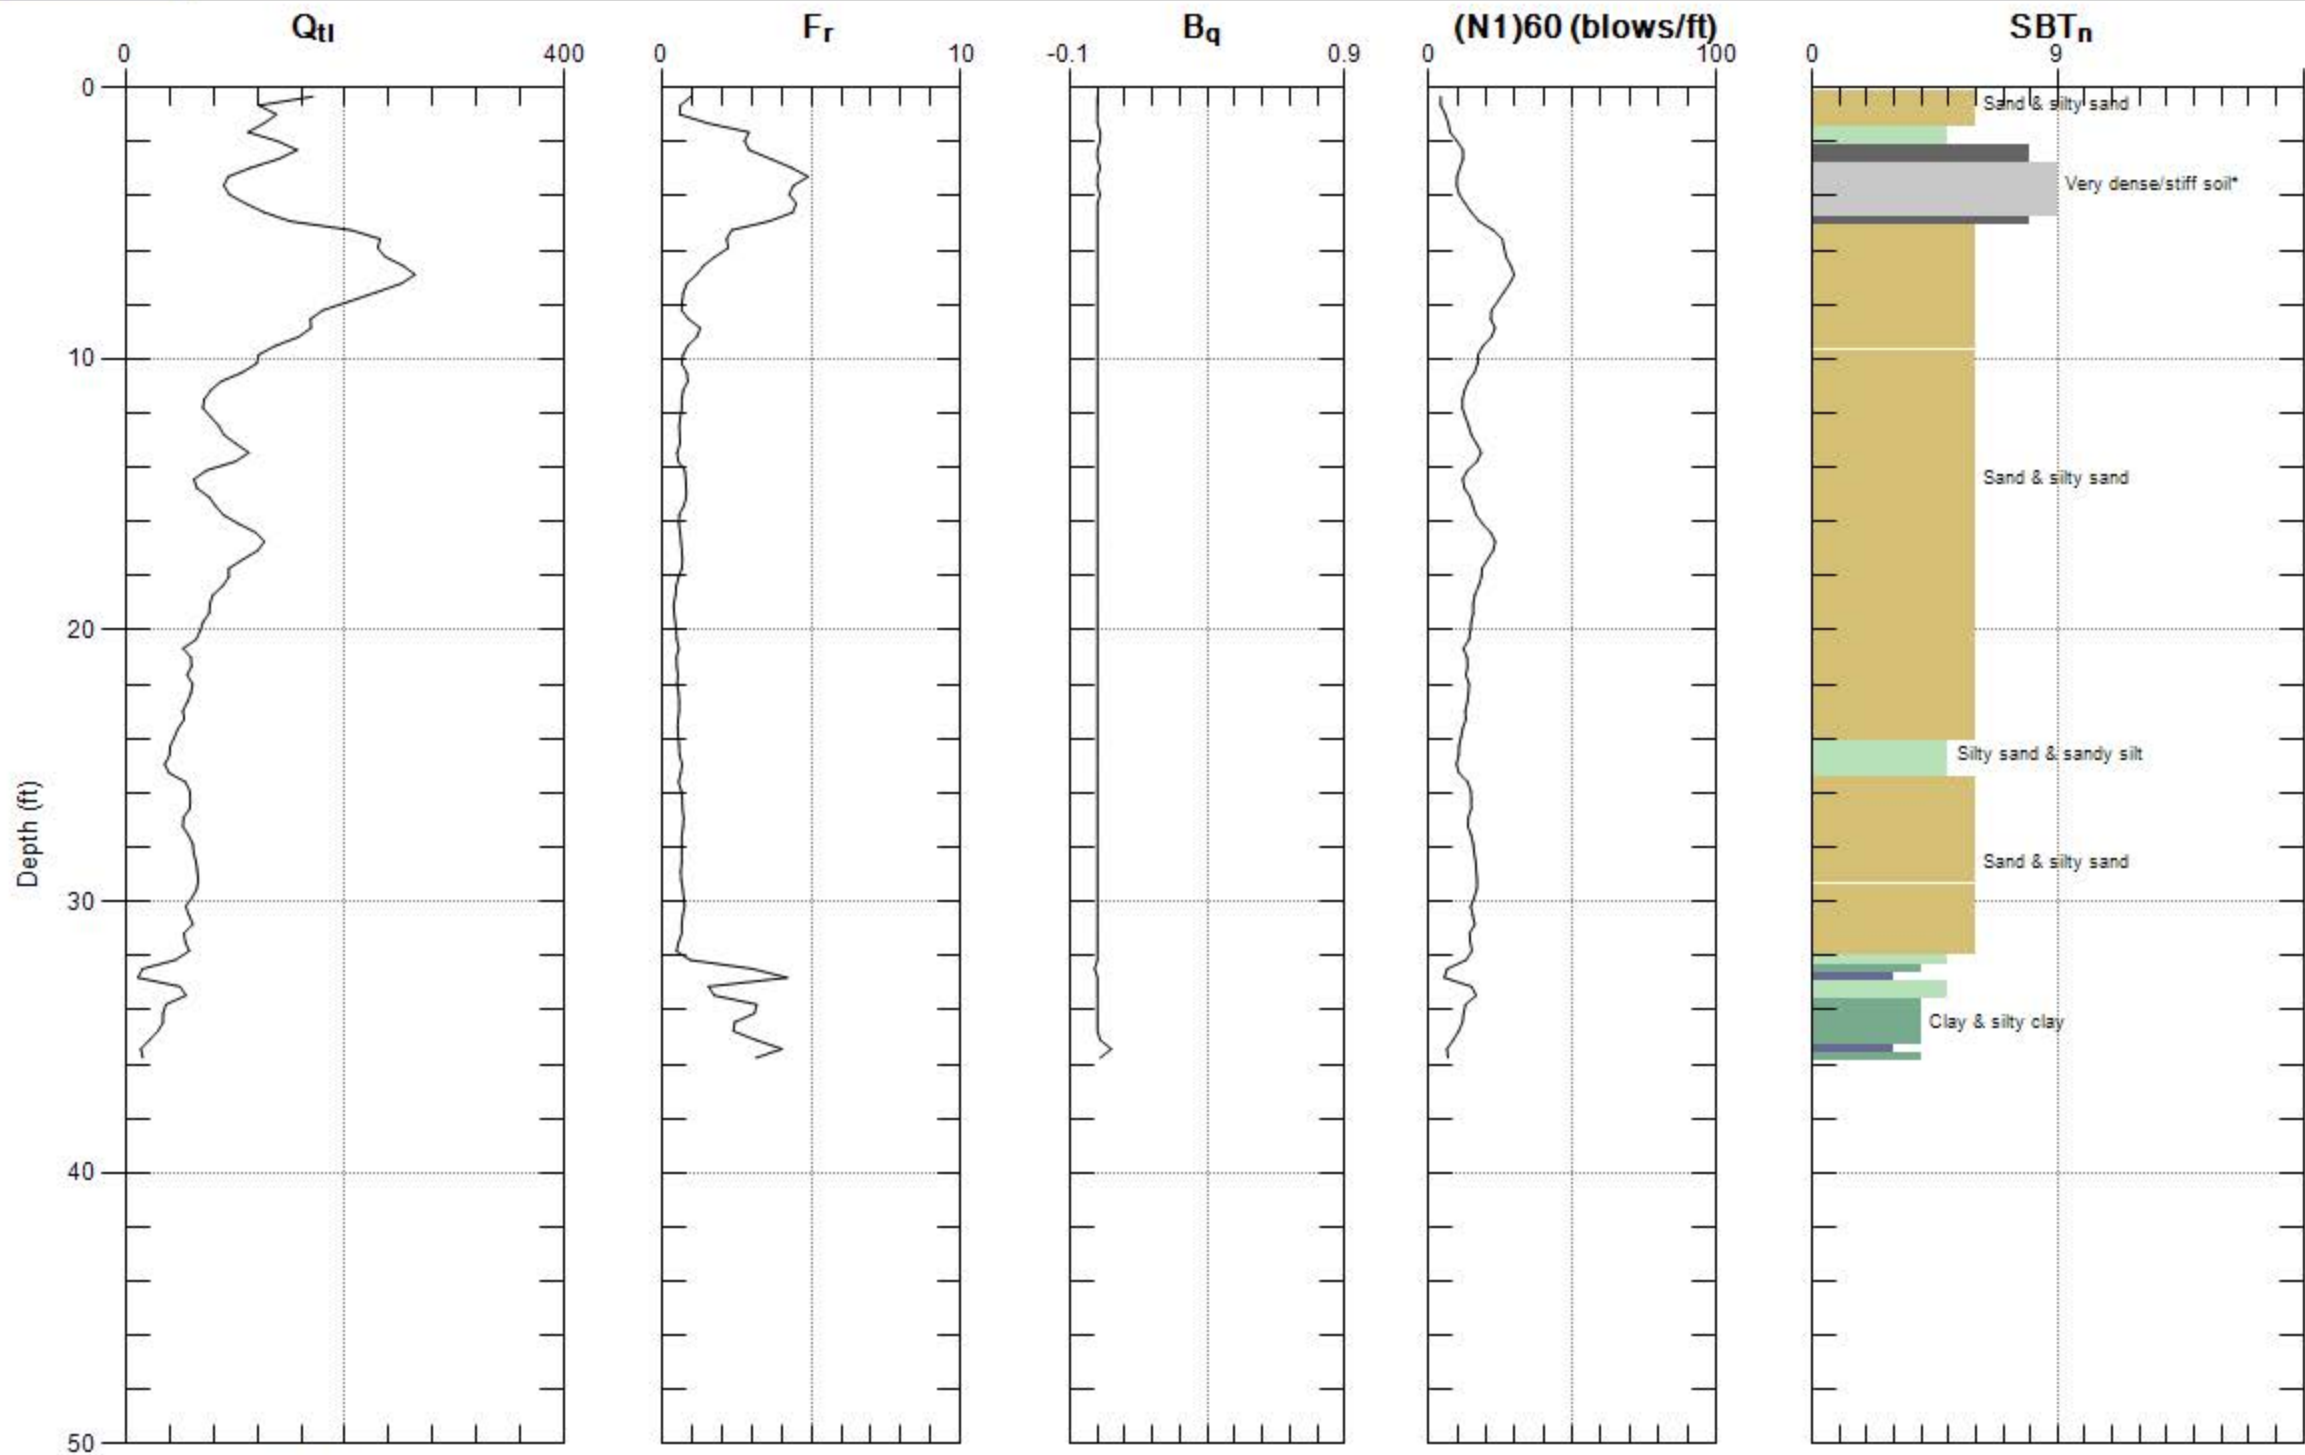 Qtl Fr Bq (N1)60 (blows/ft) SBTn
0 400 0 10 -0.1 0.9 0 100 0 9
0
Sand & silty sand
Very dense/stiff soil*
10
Sand & silty sand
20
Silty sand & sandy silt
Depth (ft)
Sand & silty sand
30
Clay & silty clay
40
50